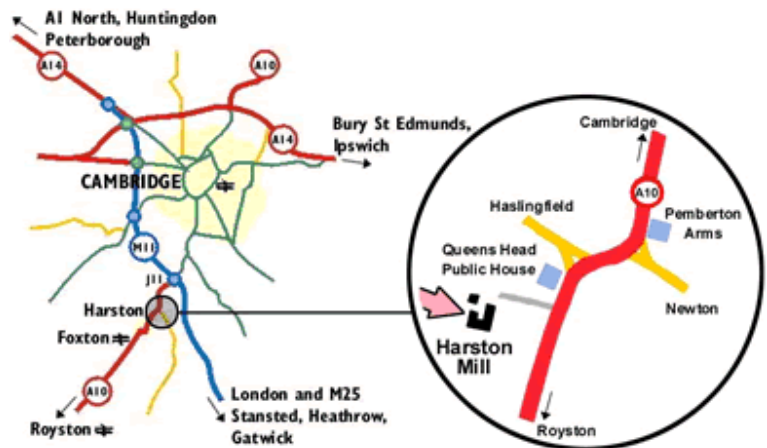 A1 North, Huntingdon
Peterborough
A14
A10
A14
Bury St Edmunds,
Ipswich
CAMBRIDGE
M11
J11
Harston
Foxton
A10
Royston
London and M25
Stansted, Heathrow,
Gatwick
Cambridge
A10
Haslingfield
Pemberton
Arms
Queens Head
Public House
Newton
Harston
Mill
Royston